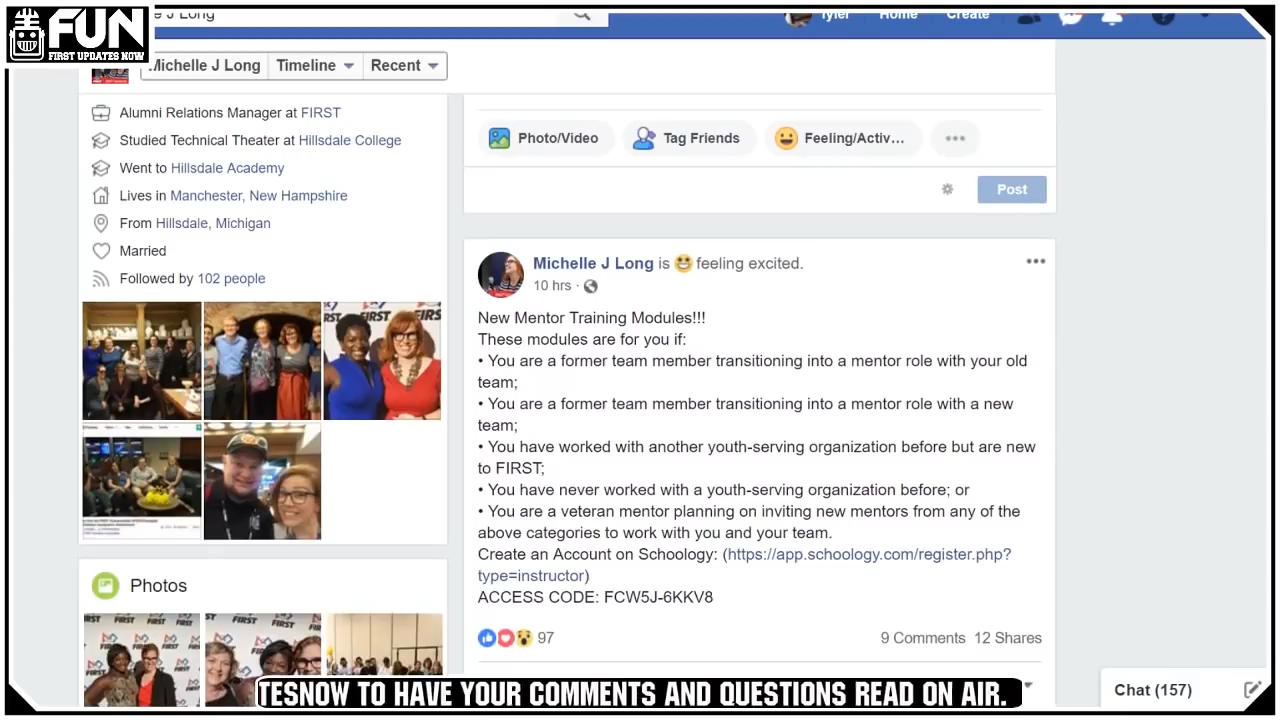 FUN
FIRST UPDATES NOW
e J Long
Tyler
Home
Create
Michelle J Long
Timeline
Recent
Alumni Relations Manager at FIRST
Studied Technical Theater at Hillsdale College
Went to Hillsdale Academy
Lives in Manchester, New Hampshire
From Hillsdale, Michigan
Married
Followed by 102 people
Photos
Photo/Video
Tag Friends
Feeling/Activ...
Post
Michelle J Long is feeling excited.
10 hrs ·
New Mentor Training Modules!!!
These modules are for you if:
• You are a former team member transitioning into a mentor role with your old
team;
• You are a former team member transitioning into a mentor role with a new
team;
• You have worked with another youth-serving organization before but are new
to FIRST;
• You have never worked with a youth-serving organization before; or
• You are a veteran mentor planning on inviting new mentors from any of the
above categories to work with you and your team.
Create an Account on Schoology: (https://app.schoology.com/register.php?
type=instructor)
ACCESS CODE: FCW5J-6KKV8
97
9 Comments 12 Shares
Chat (157)
TESNOW TO HAVE YOUR COMMENTS AND QUESTIONS READ ON AIR.